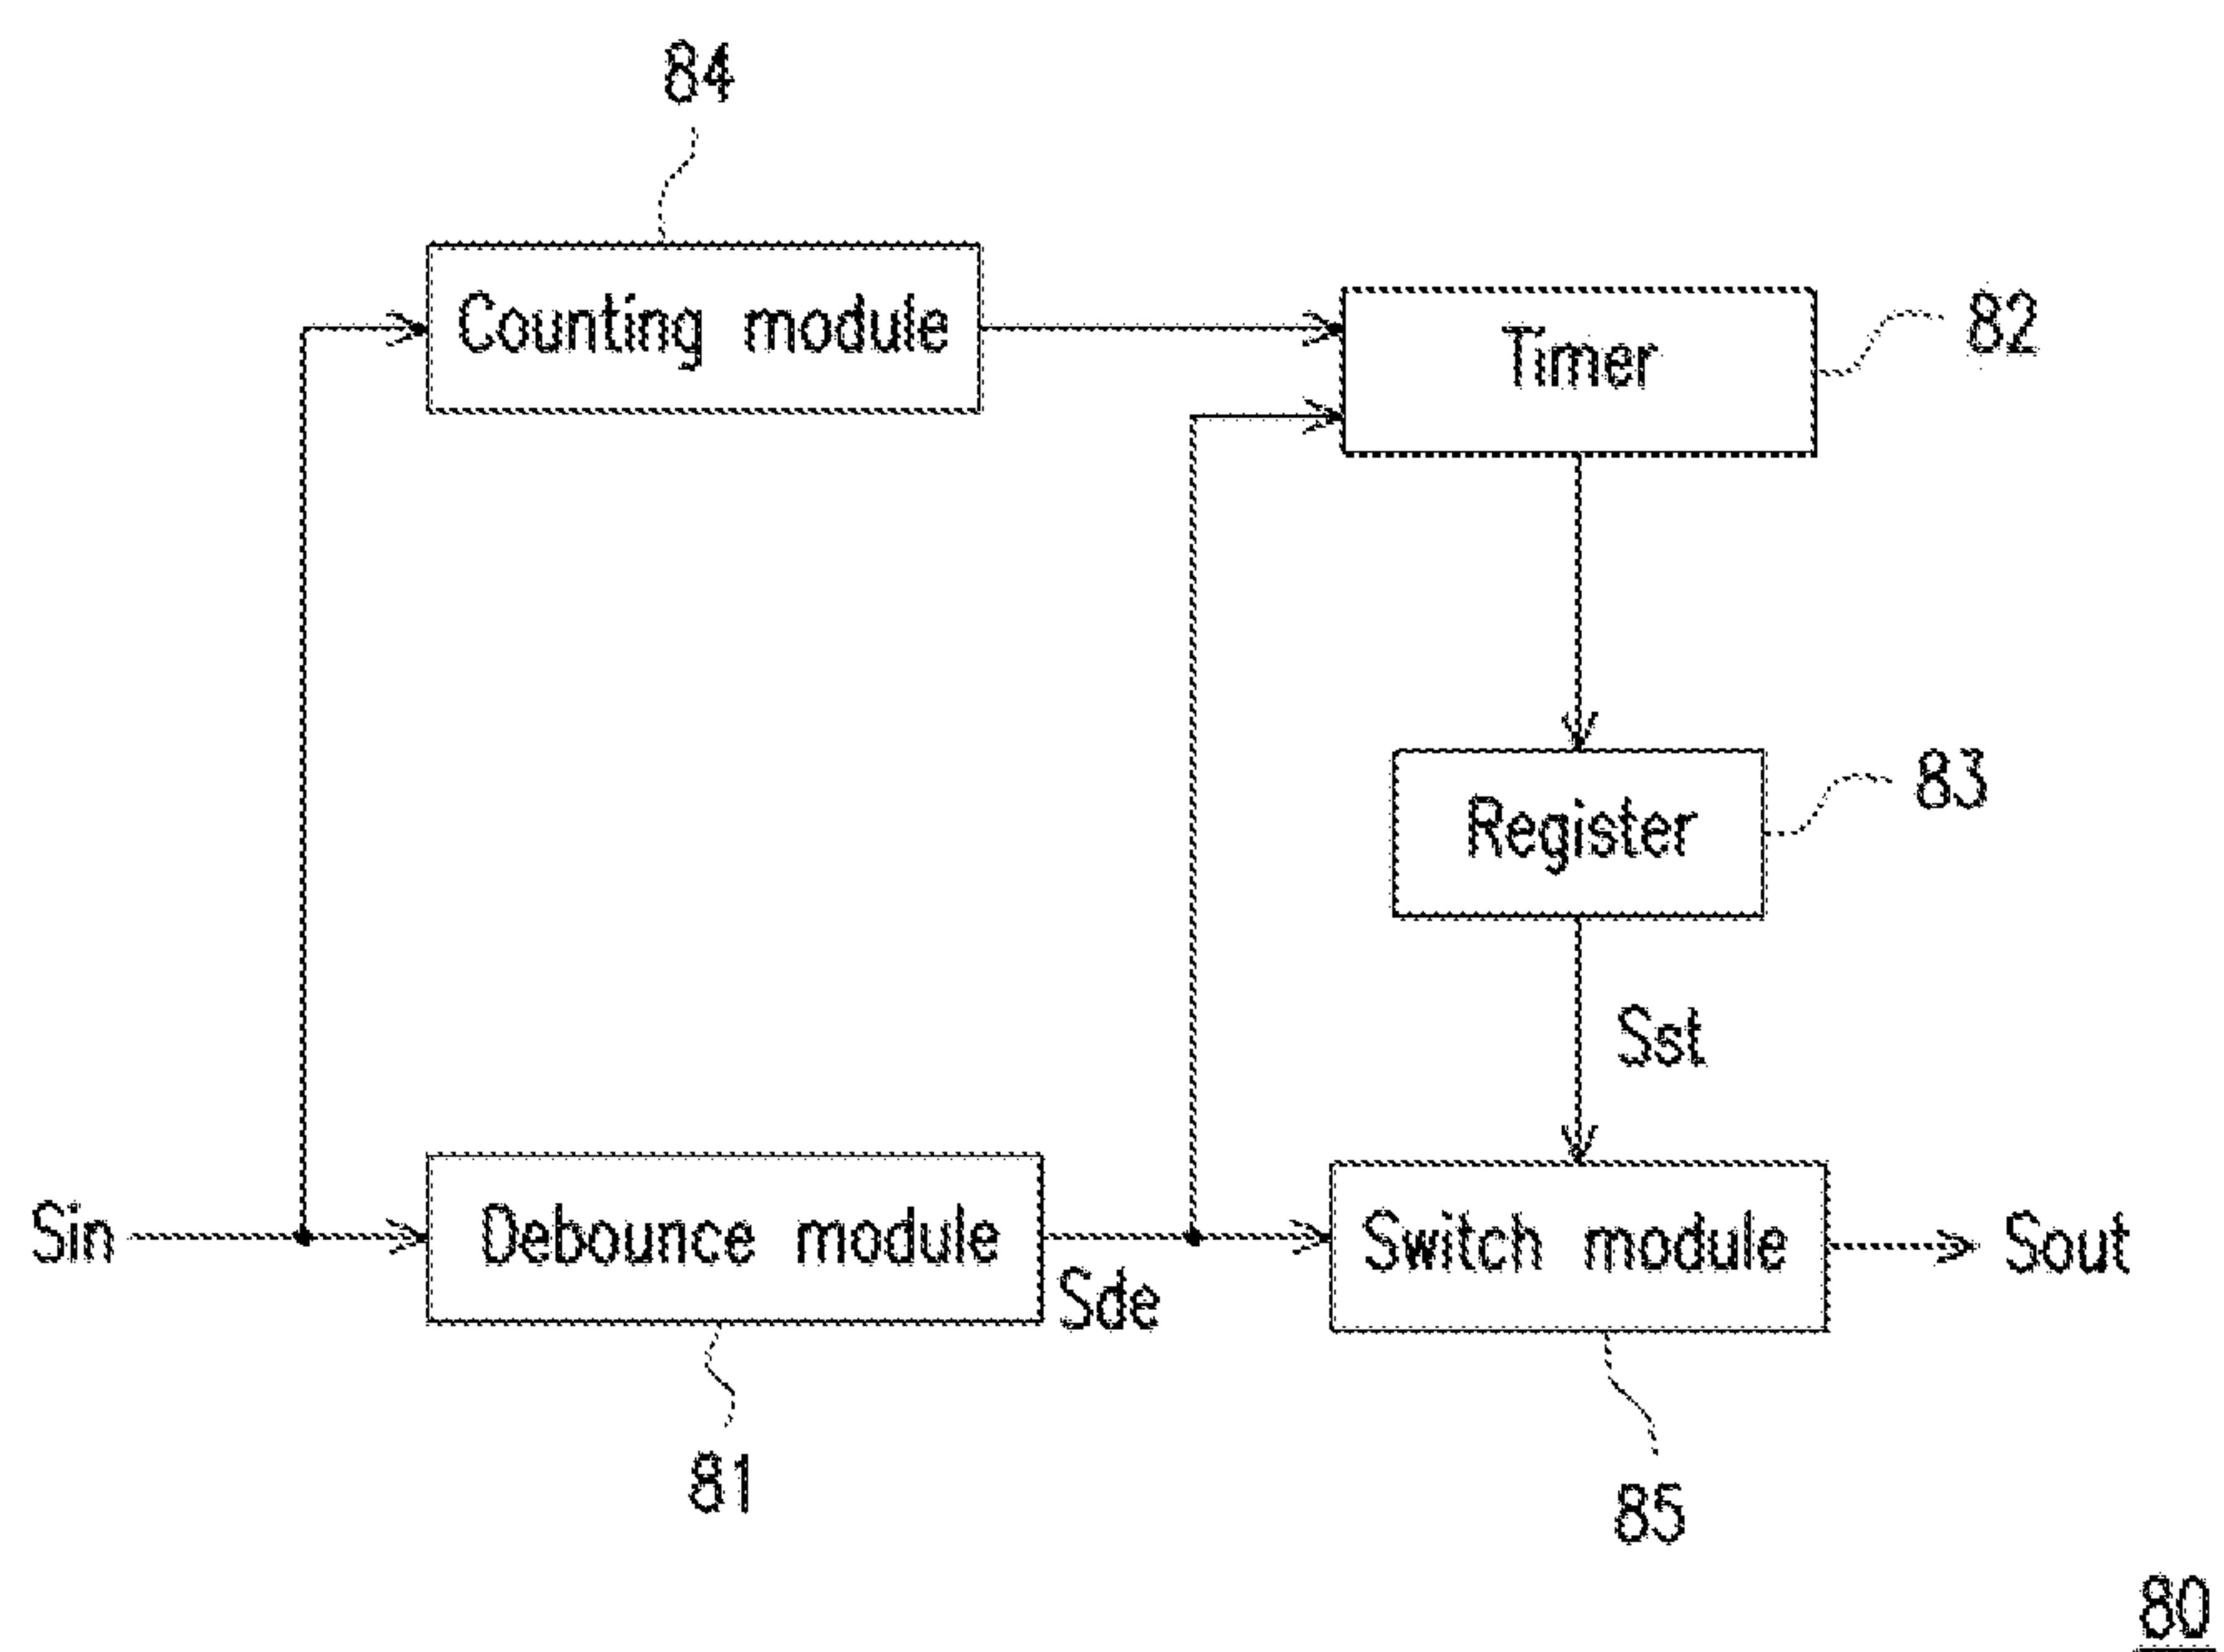 84
Counting module
Timer
82
Register
83
Sst
Sin
Debounce module
Sde
Switch module
Sout
81
85
80